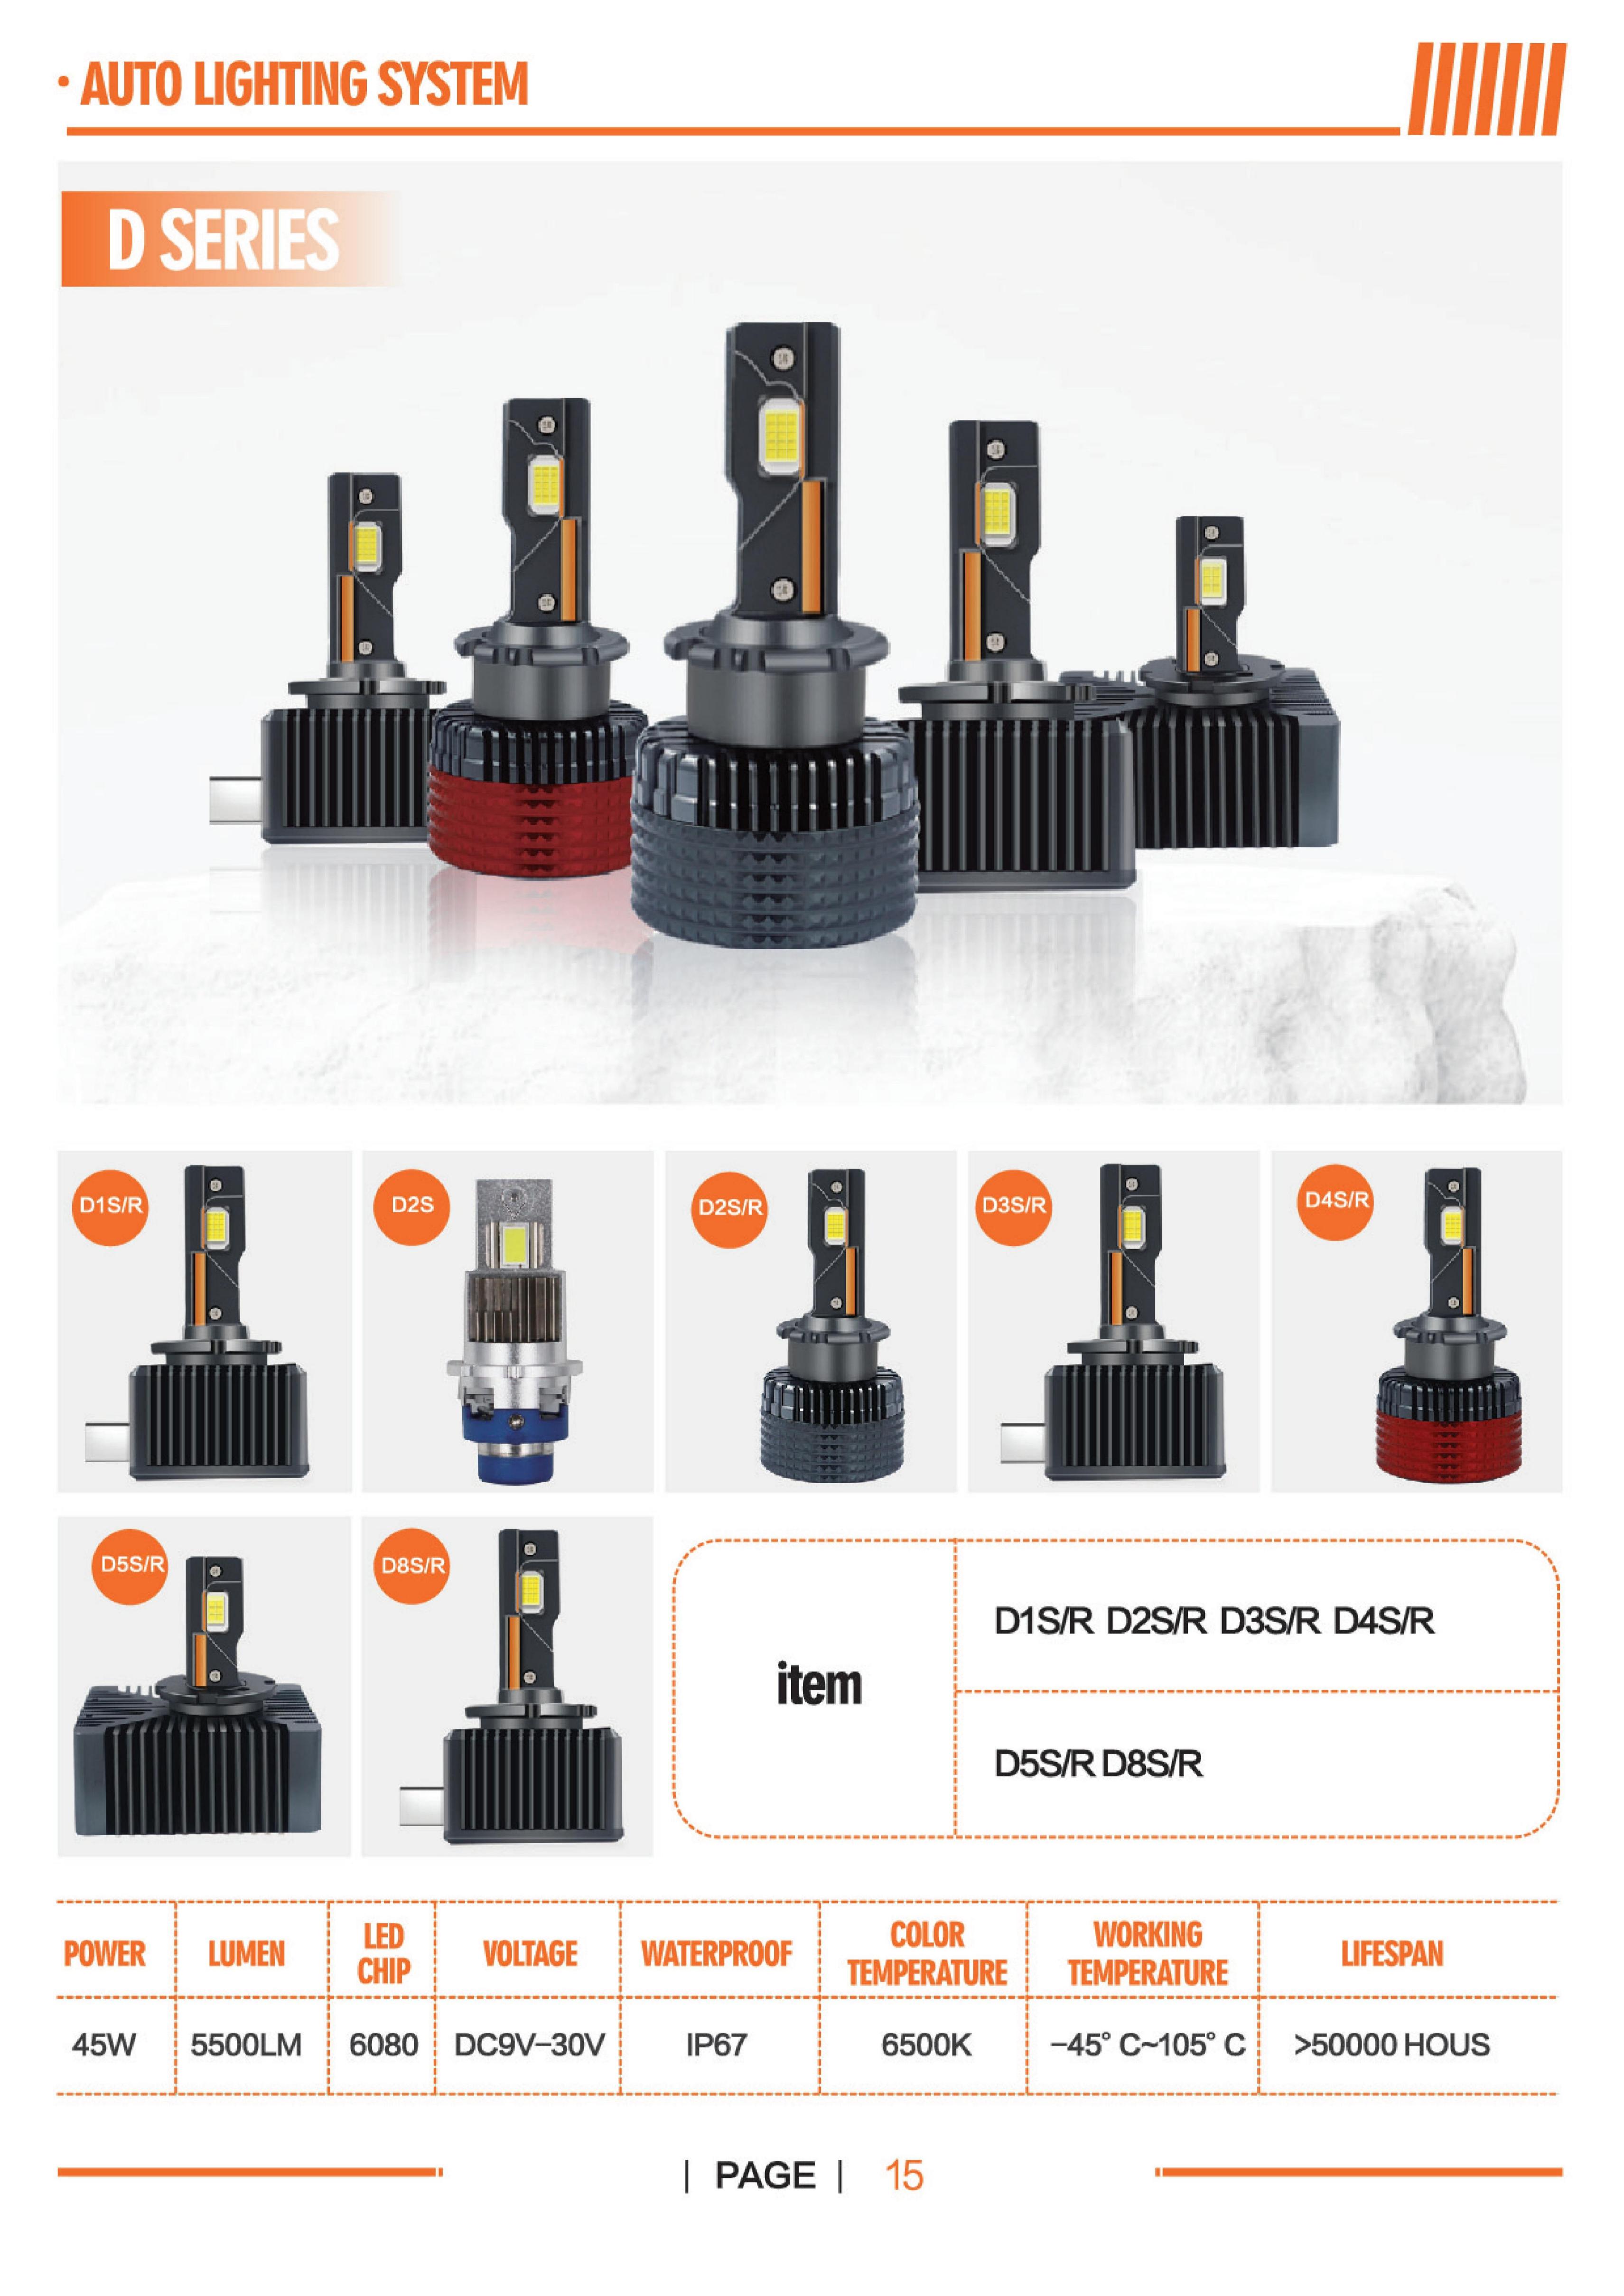 · AUTO LIGHTING SYSTEM
D SERIES
D1S/R
D2S
D2S/R
D3S/R
D4S/R
D5S/R
D8S/R
item
D1S/R D2S/R D3S/R D4S/R
D5S/R D8S/R
POWER
LUMEN
LED
CHIP
VOLTAGE
WATERPROOF
COLOR
TEMPERATURE
WORKING
TEMPERATURE
LIFESPAN
45W
5500LM
6080
DC9V-30V
IP67
6500K
-45° C~105° C
>50000 HOUS
| PAGE | 15